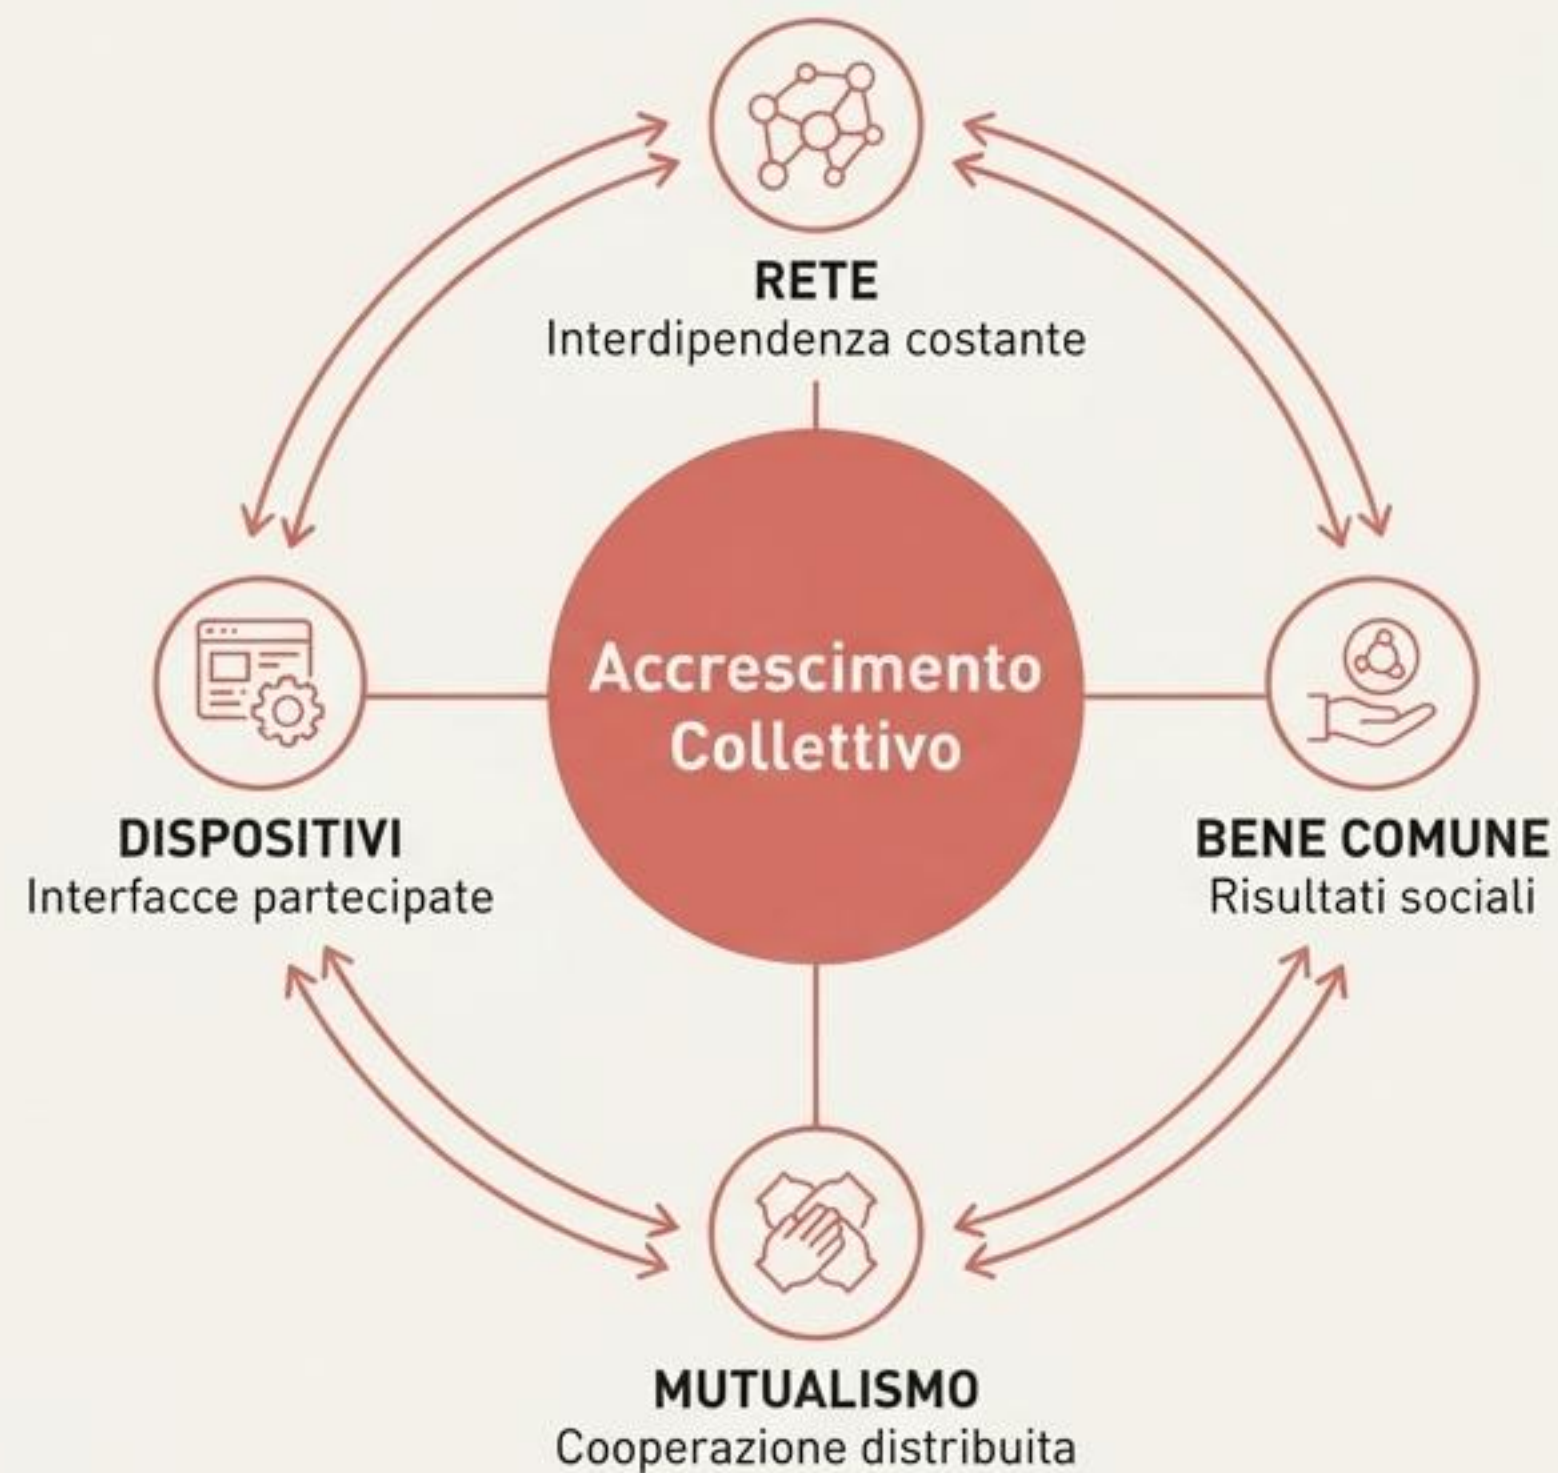 RETE
Interdipendenza costante
Accrescimento
Collettivo
DISPOSITIVI
Interfacce partecipate
BENE COMUNE
Risultati sociali
MUTUALISMO
Cooperazione distribuita